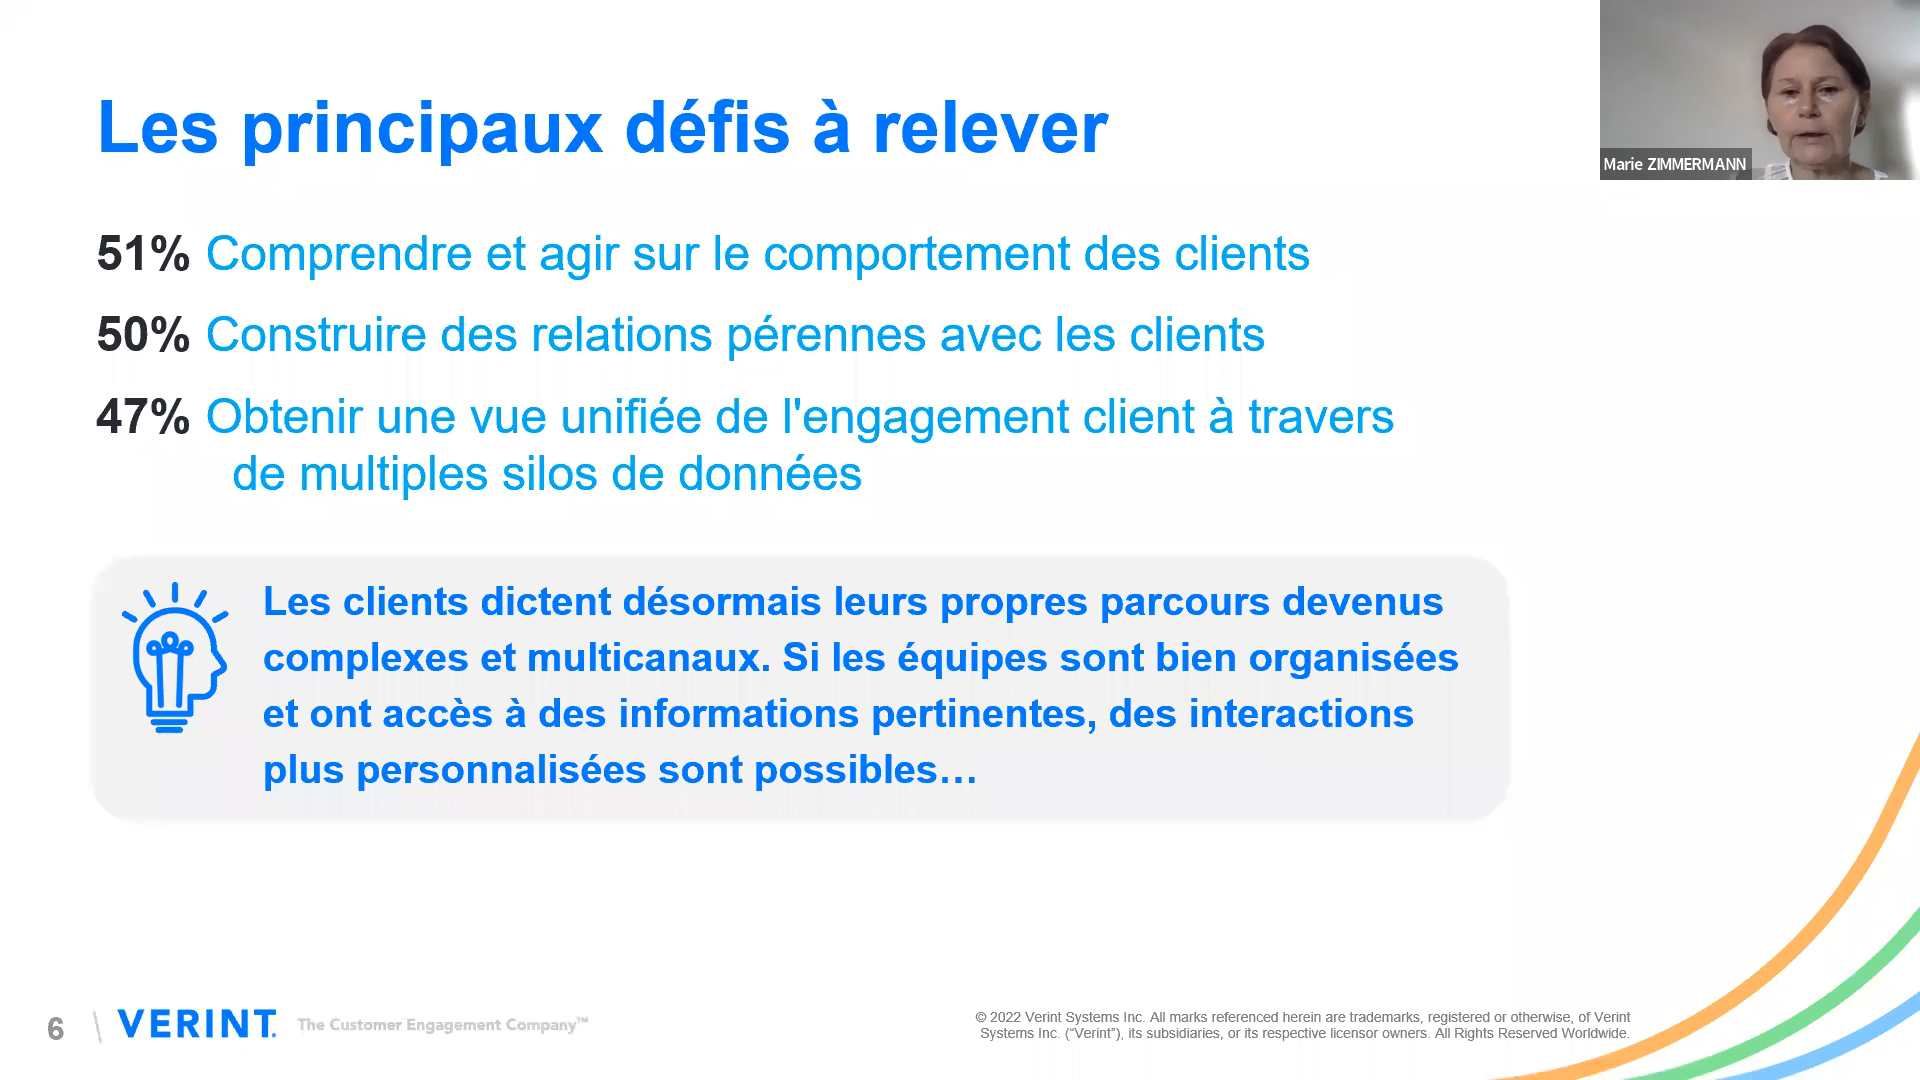 Les principaux défis à relever
Marie ZIMMERMANN
51% Comprendre et agir sur le comportement des clients
50% Construire des relations pérennes avec les clients
47% Obtenir une vue unifiée de l'engagement client à travers
de multiples silos de données
Les clients dictent désormais leurs propres parcours devenus
complexes et multicanaux. Si les équipes sont bien organisées
et ont accès à des informations pertinentes, des interactions
plus personnalisées sont possibles…
6
VERINT. The Customer Engagement Company™
© 2022 Verint Systems Inc. All marks referenced herein are trademarks, registered or otherwise, of Verint
Systems Inc. (“Verint”), its subsidiaries, or its respective licensor owners. All Rights Reserved Worldwide.